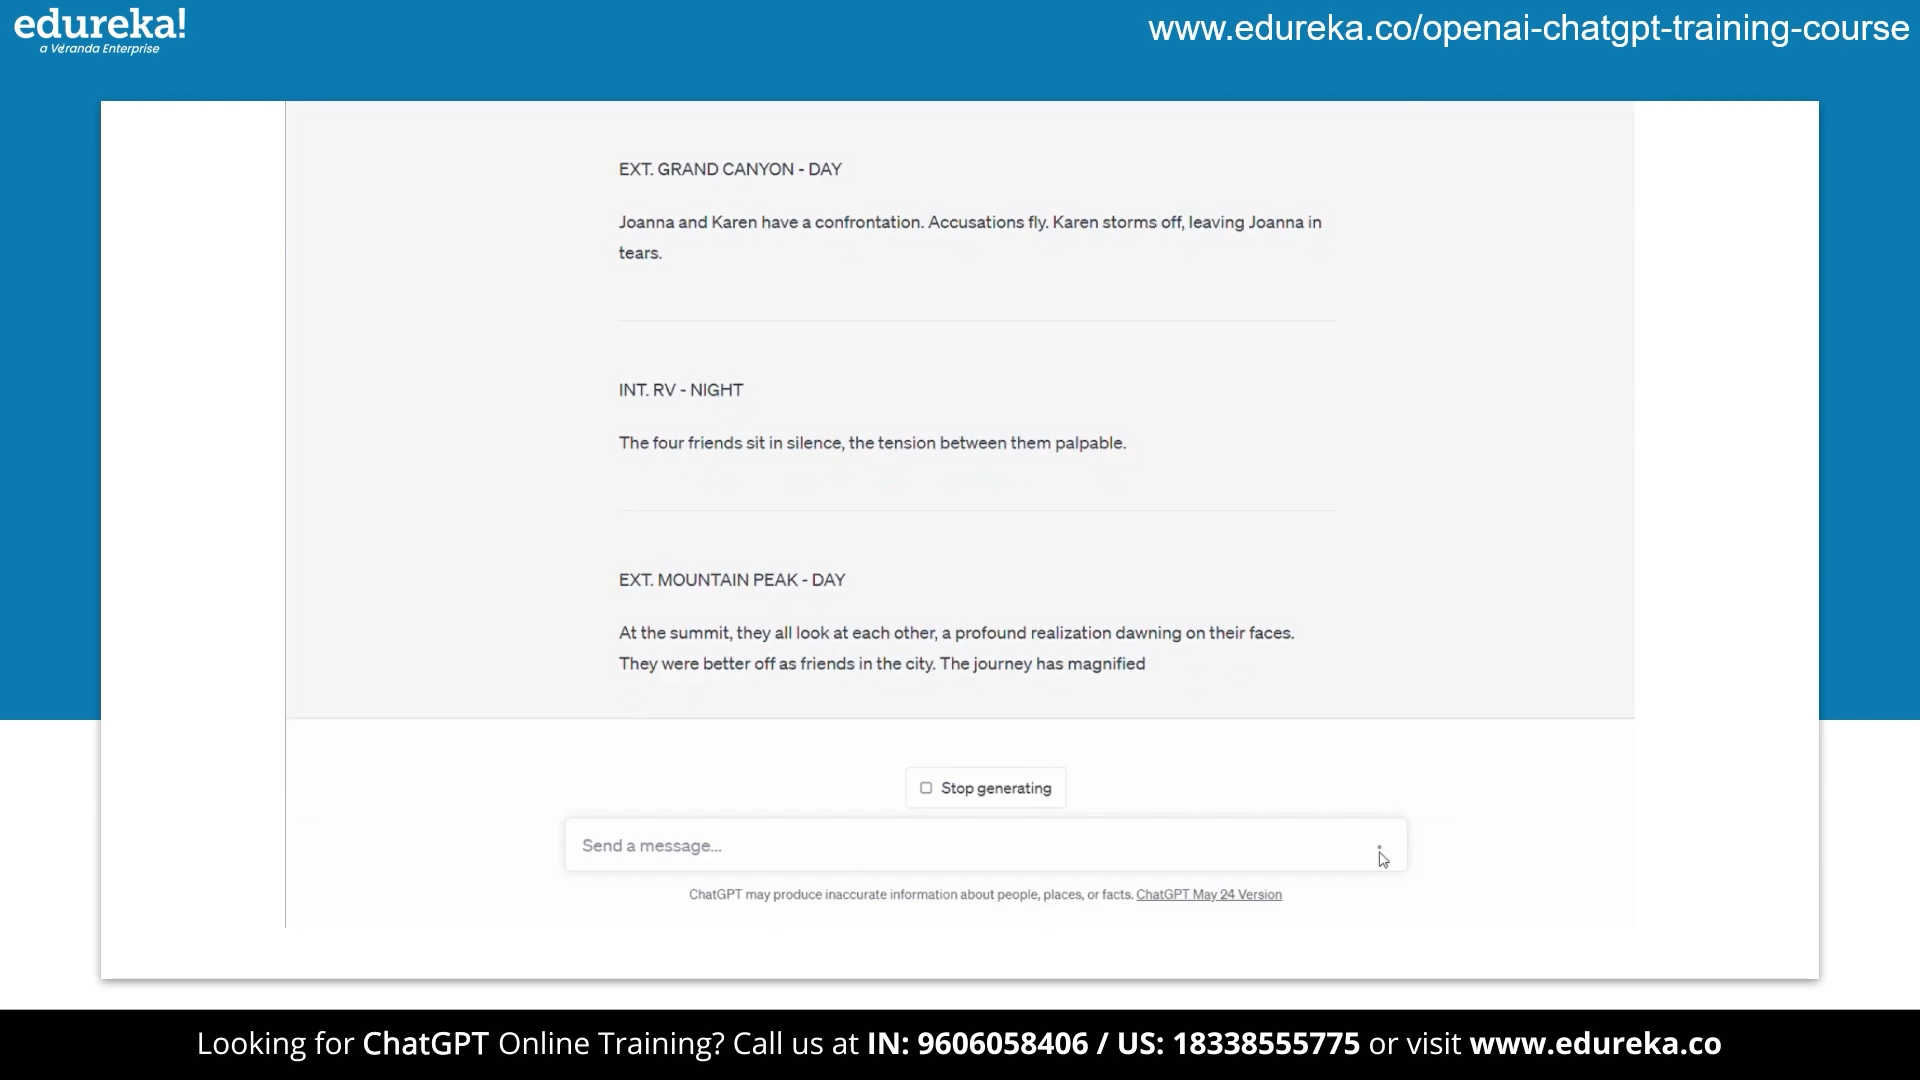 edureka!
a Veranda Enterprise
www.edureka.co/openai-chatgpt-training-course
EXT. GRAND CANYON - DAY
Joanna and Karen have a confrontation. Accusations fly. Karen storms off, leaving Joanna in
tears.
INT. RV - NIGHT
The four friends sit in silence, the tension between them palpable.
EXT. MOUNTAIN PEAK - DAY
At the summit, they all look at each other, a profound realization dawning on their faces.
They were better off as friends in the city. The journey has magnified
Stop generating
Send a message...
ChatGPT may produce inaccurate information about people, places, or facts. ChatGPT May 24 Version
Looking for ChatGPT Online Training? Call us at IN: 9606058406 / US: 18338555775 or visit www.edureka.co